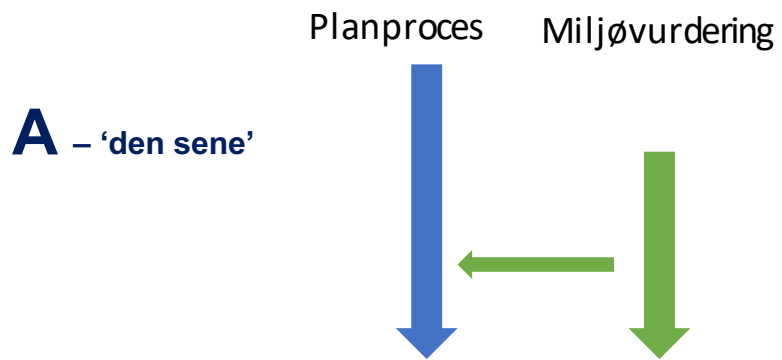 Planproces Miljøvurdering
A – ‘den sene’